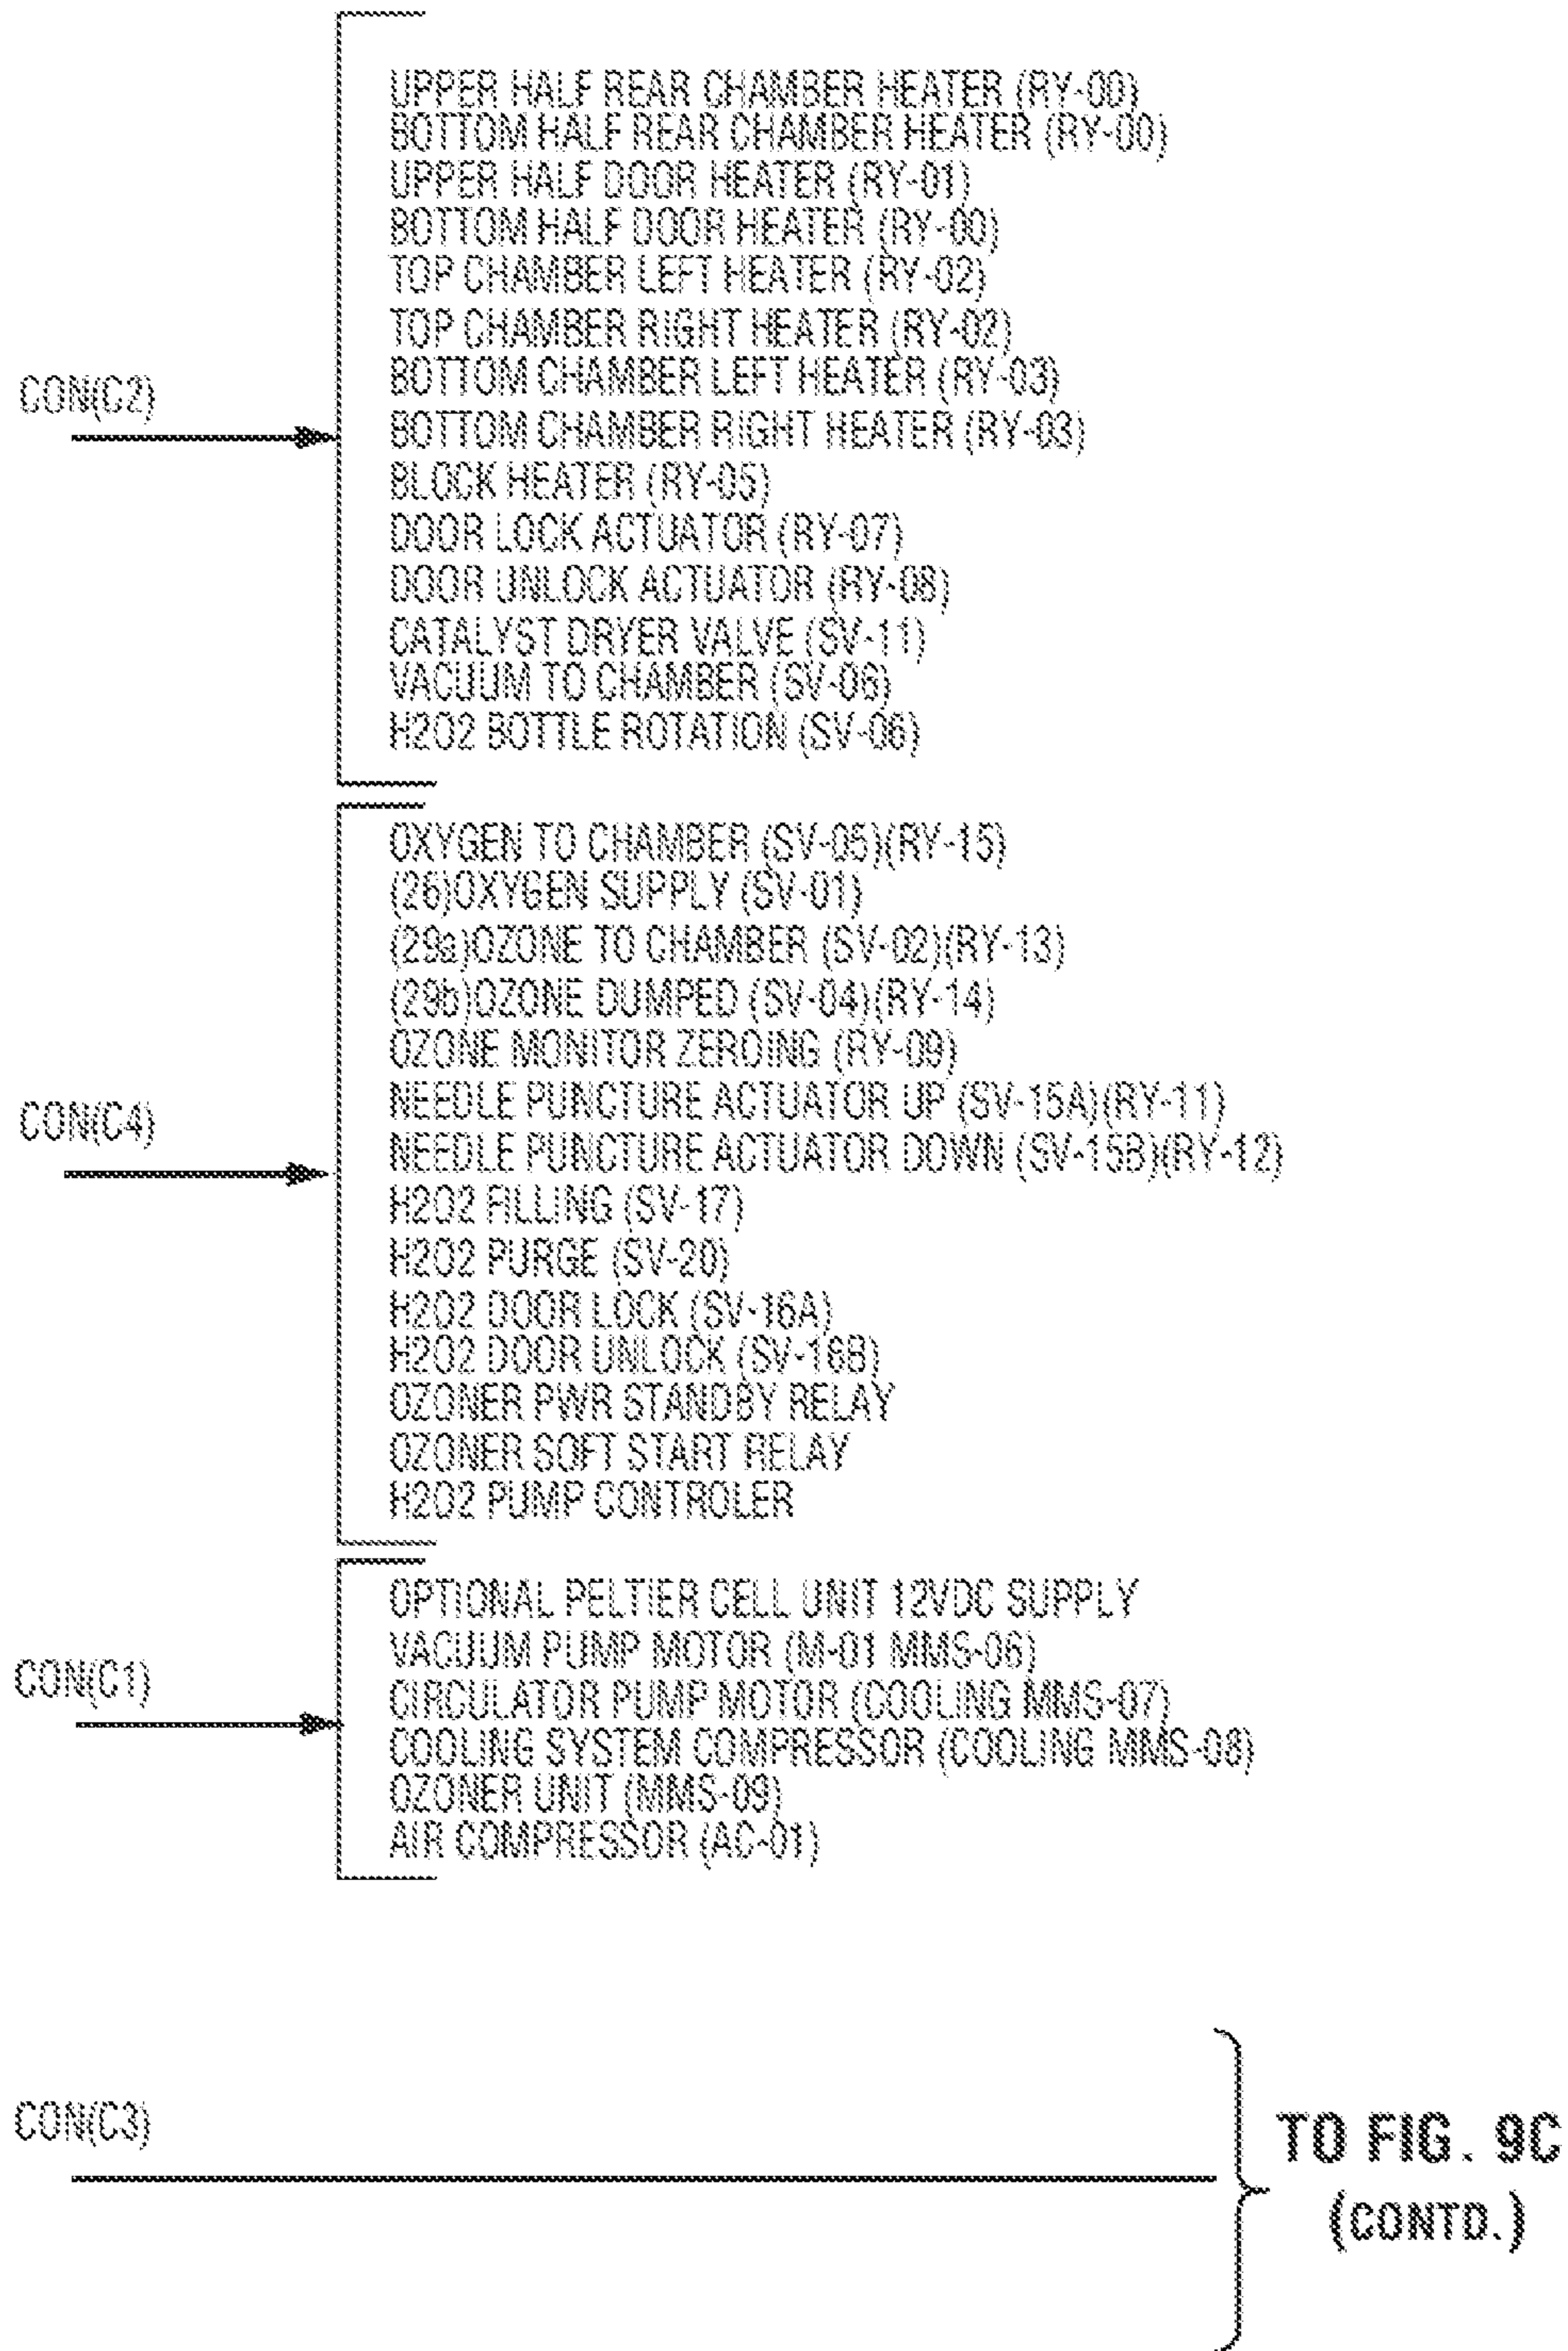 UPPER HALF REAR CHAMBER HEATER (RY-00)
BOTTOM HALF REAR CHAMBER HEATER (RY-00)
UPPER HALF DOOR HEATER (RY-01)
BOTTOM HALF DOOR HEATER (RY-00)
TOP CHAMBER LEFT HEATER (RY-02)
TOP CHAMBER RIGHT HEATER (RY-02)
BOTTOM CHAMBER LEFT HEATER (RY-03)
CON(C2)
BOTTOM CHAMBER RIGHT HEATER (RY-03)
BLOCK HEATER (RY-05)
DOOR LOCK ACTUATOR (RY-07)
DOOR UNLOCK ACTUATOR (RY-08)
CATALYST DRYER VALVE (SV-11)
VACUUM TO CHAMBER (SV-06)
H2O2 BOTTLE ROTATION (SV-06)
OXYGEN TO CHAMBER (SV-05)(RY-15)
(26)OXYGEN SUPPLY (SV-01)
(29a)OZONE TO CHAMBER (SV-02)(RY-13)
(29b)OZONE DUMPED (SV-04)(RY-14)
OZONE MONITOR ZEROING (RY-09)
NEEDLE PUNCTURE ACTUATOR UP (SV-15A)(RY-11)
CON(C4)
NEEDLE PUNCTURE ACTUATOR DOWN (SV-15B)(RY-12)
H2O2 FILLING (SV-17)
H2O2 PURGE (SV-20)
H2O2 DOOR LOCK (SV-16A)
H2O2 DOOR UNLOCK (SV-16B)
OZONER PWR STANDBY RELAY
OZONER SOFT START RELAY
H2O2 PUMP CONTROLER
OPTIONAL PELTIER CELL UNIT 12VDC SUPPLY
VACUUM PUMP MOTOR (M-01 MMS-06)
CON(C1)
CIRCULATOR PUMP MOTOR (COOLING MMS-07)
COOLING SYSTEM COMPRESSOR (COOLING MMS-08)
OZONER UNIT (MMS-09)
AIR COMPRESSOR (AC-01)
CON(C3)
TO FIG. 9C
(CONTD.)